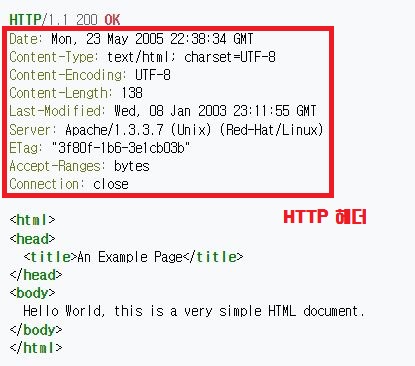 HTTP/1.1 200 OK
Date: Mon, 23 May 2005 22:38:34 GMT
Content-Type: text/html; charset=UTF-8
Content-Encoding: UTF-8
Content-Length: 138
Last-Modified: Wed, 08 Jan 2003 23:11:55 GMT
Server: Apache/1.3.3.7 (Unix) (Red-Hat/Linux)
ETag: "3f80f-1b6-3e1cb03b"
Accept-Ranges: bytes
Connection: close
HTTP 헤더
<html>
<head>
  <title>An Example Page</title>
</head>
<body>
  Hello World, this is a very simple HTML document.
</body>
</html>